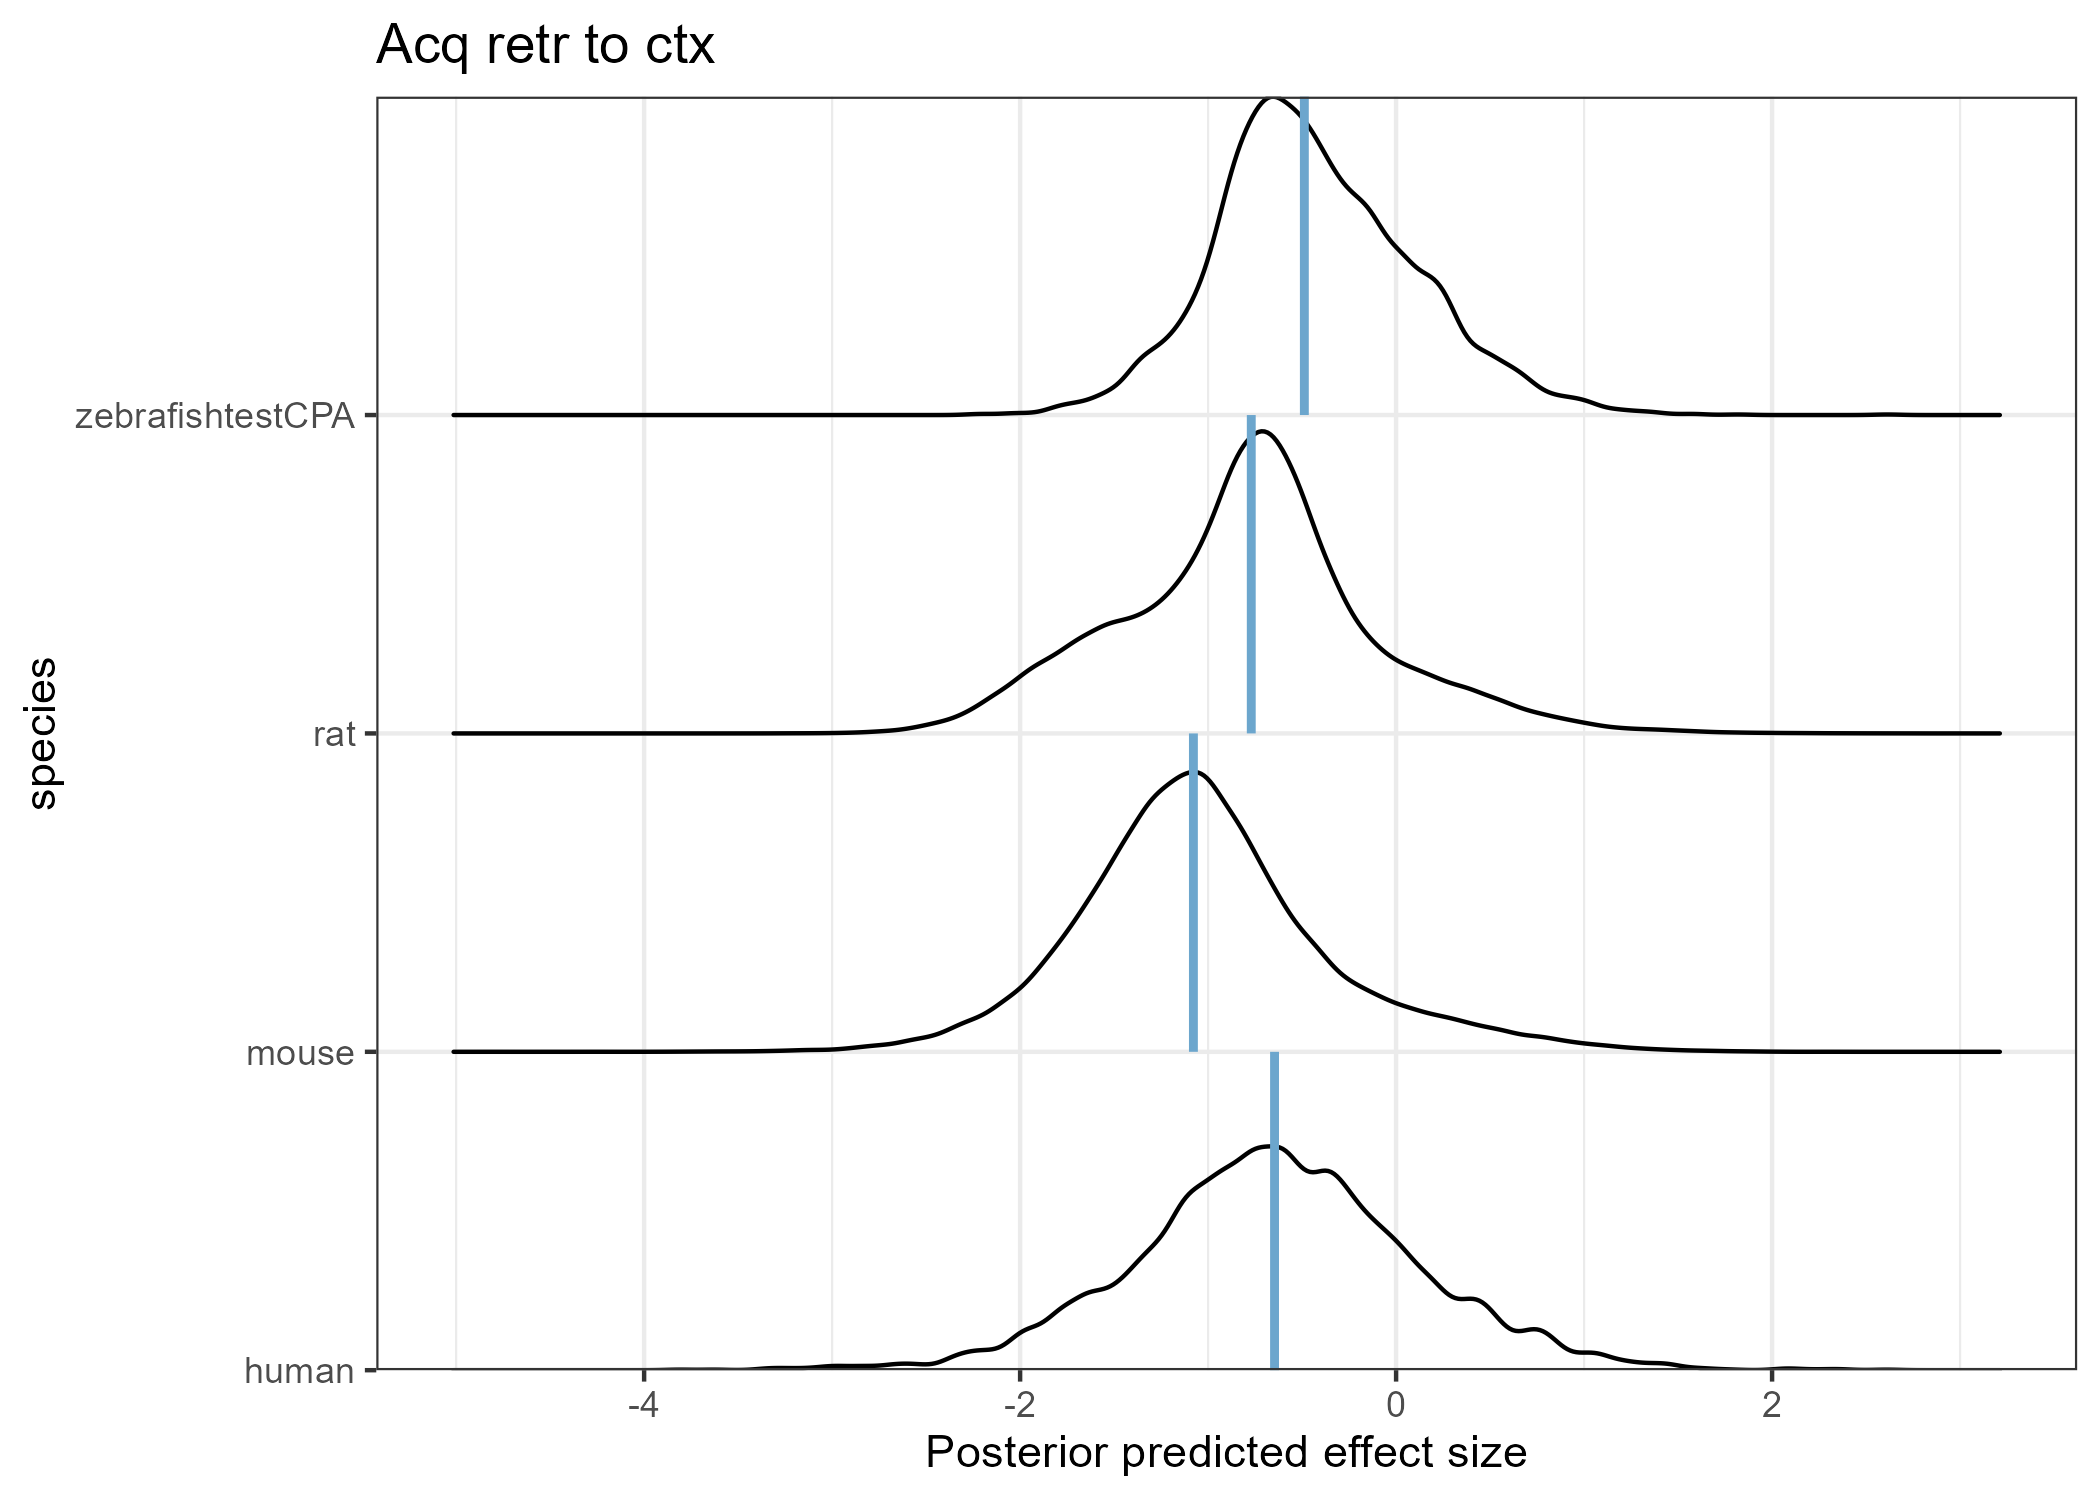 Acq retr to ctx
species
zebrafishtestCPA
rat
mouse
human
-4
-2
0
2
Posterior predicted effect size